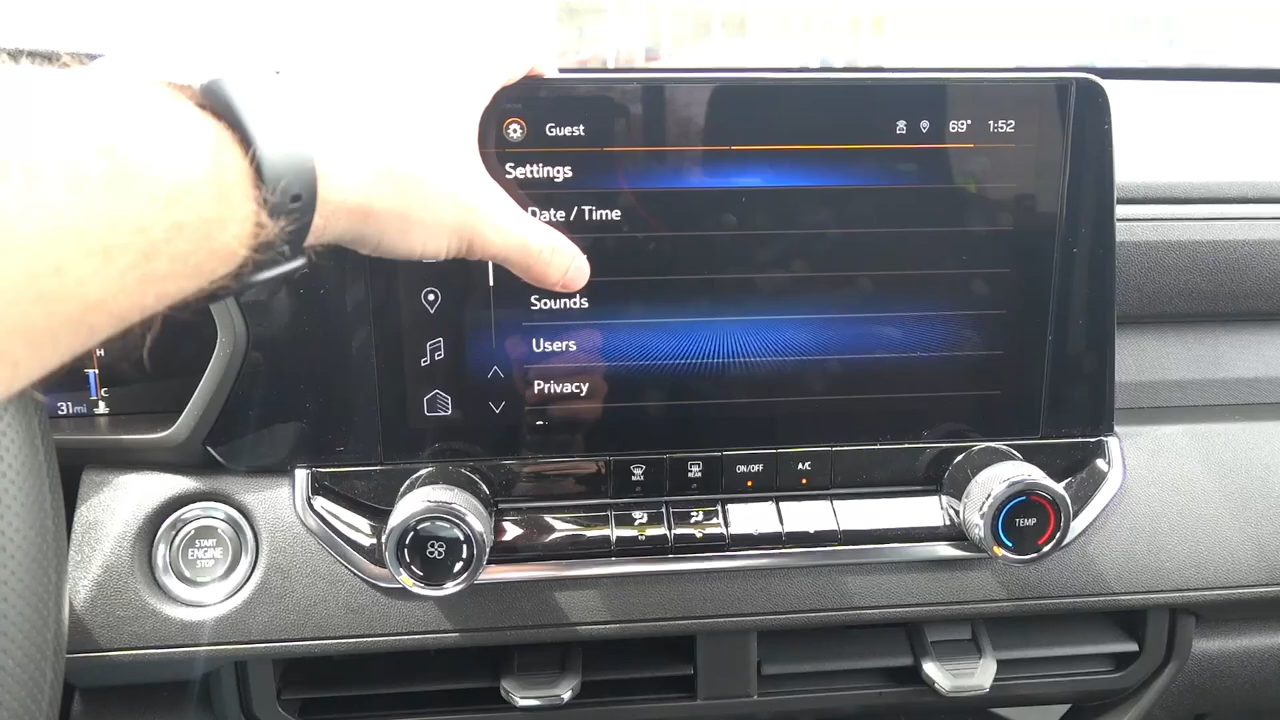 Guest
69° 1:52
Settings
Date / Time
Sounds
Users
Privacy
H
C
31mi
MAX
REAR
ON/OFF
A/C
START
ENGINE
STOP
TEMP